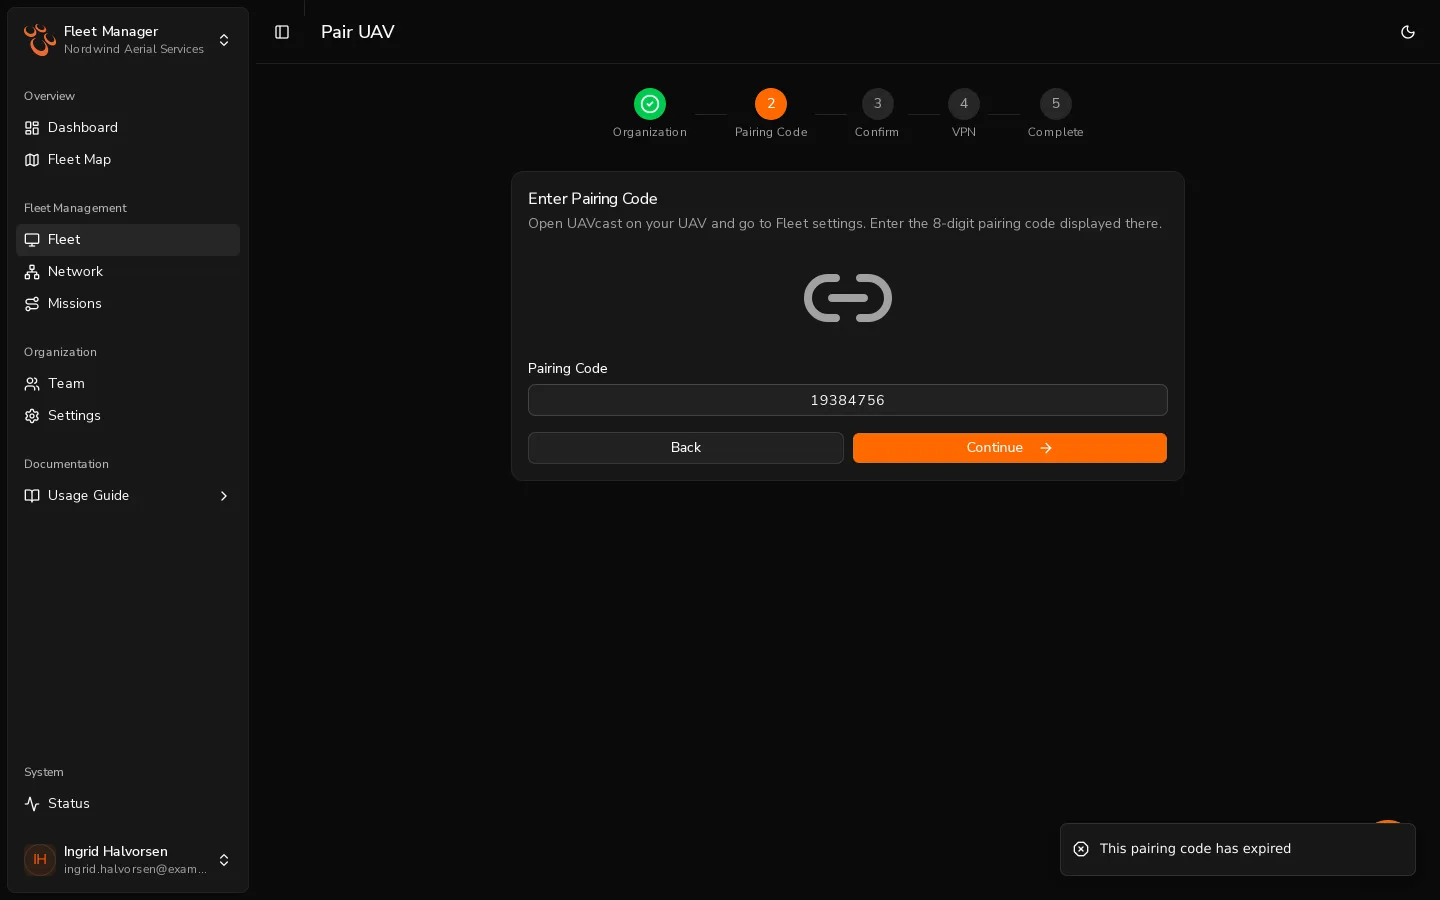 Fleet Manager
Nordwind Aerial Services
Overview
Dashboard
Fleet Map
Fleet Management
Fleet
Network
Missions
Organization
Team
Settings
Documentation
Usage Guide
System
Status
IH
Ingrid Halvorsen
ingrid.halvorsen@exam...
Pair UAV
2
3
4
5
Organization
Pairing Code
Confirm
VPN
Complete
Enter Pairing Code
Open UAVcast on your UAV and go to Fleet settings. Enter the 8-digit pairing code displayed there.
Pairing Code
19384756
Back
Continue
This pairing code has expired